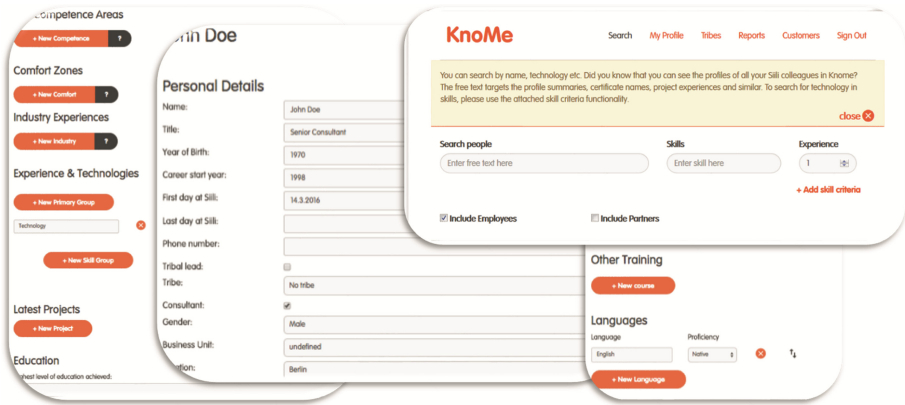 Competence Areas
+ New Competence ?
Comfort Zones
+ New Comfort ?
Industry Experiences
+ New Industry ?
Experience & Technologies
+ New Primary Group
Technology
+ New Skill Group
Latest Projects
+ New Project
Education
highest level of education achieved:
John Doe
Personal Details
Name: John Doe
Title: Senior Consultant
Year of Birth: 1970
Career start year: 1998
First day at Siili: 14.3.2016
Last day at Siili:
Phone number:
Tribal lead:
Tribe: No tribe
Consultant:
Gender: Male
Business Unit: undefined
Berlin
KnoMe Search My Profile Tribes Reports Customers Sign Out
You can search by name, technology etc. Did you know that you can see the profiles of all your Siili colleagues in Knome?
The free text targets the profile summaries, certificate names, project experiences and similar. To search for technology in
skills, please use the attached skill criteria functionality.
close
Search people Skills Experience
Enter free text here Enter skill here 1
+ Add skill criteria
Include Employees Include Partners
Other Training
+ New course
Languages
Language Proficiency
English Native
+ New Language